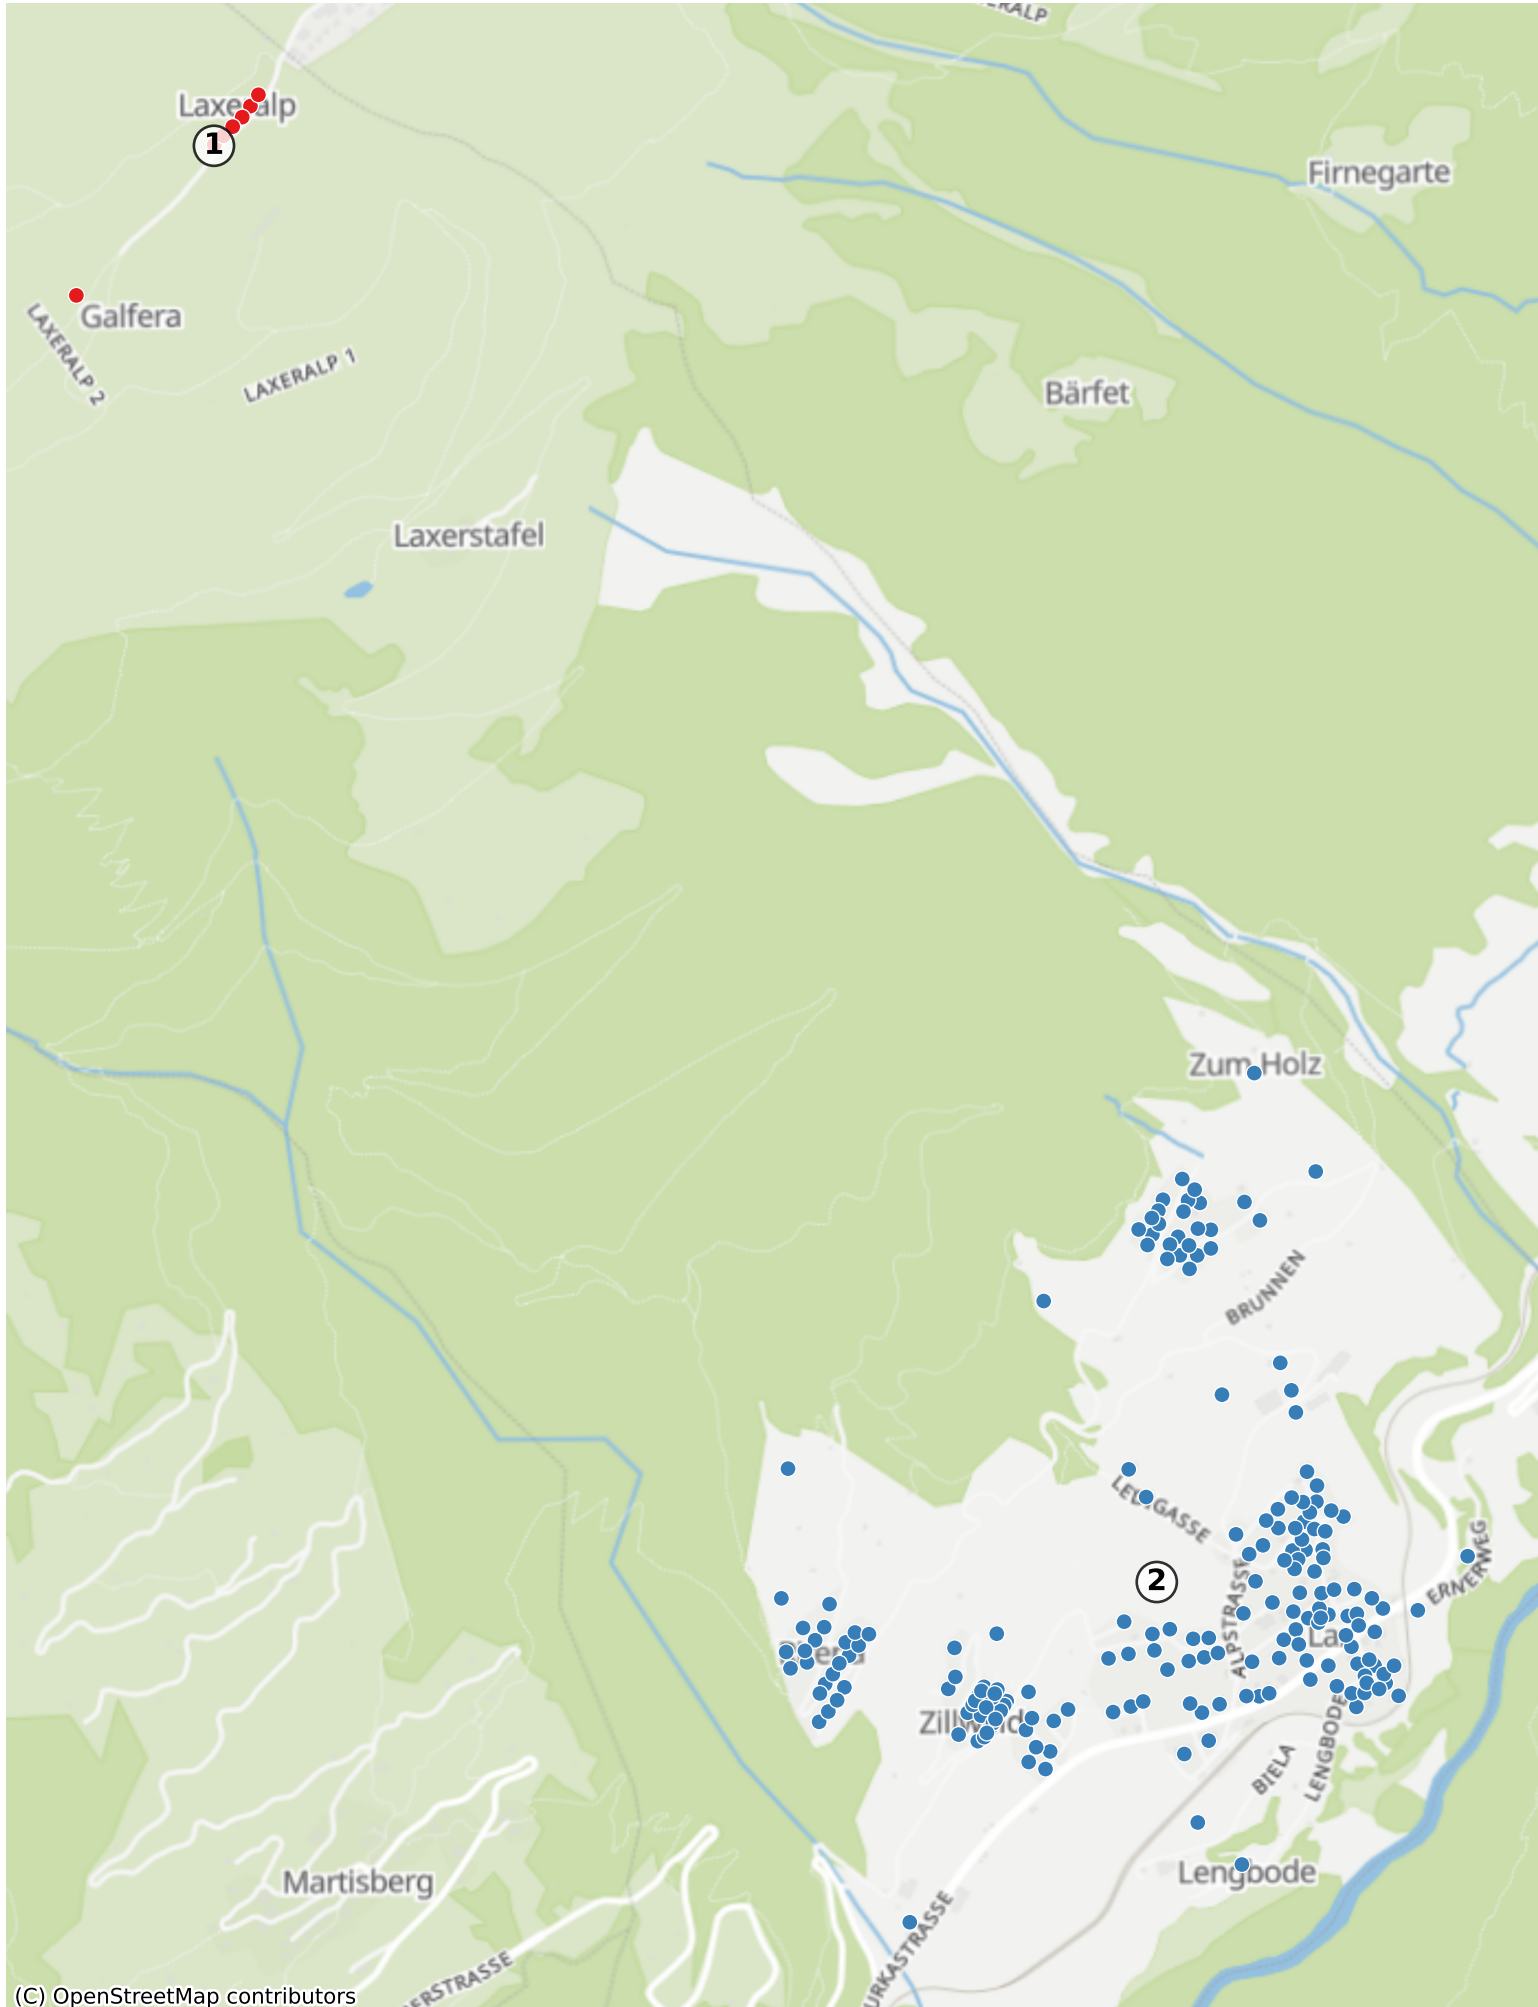 Laxeralp
1
Firnegarte
Galfera
LAXERALP 2
LAXERALP 1
Bärfet
Laxerstafel
Zum Holz
BRUNNEN
ERNERWEG
2
ALPSTRASSE
LENGBODE
BIELA
Lengbode
Martisberg
(C) OpenStreetMap contributors